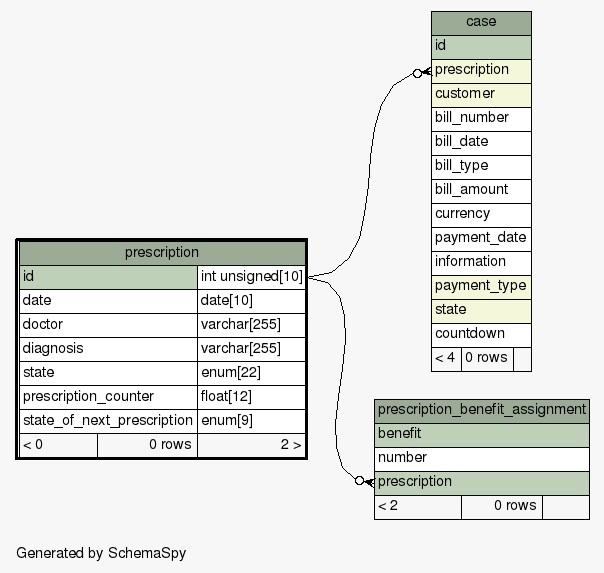 case
id
prescription
customer
bill_number
bill_date
bill_type
bill_amount
currency
payment_date
information
payment_type
state
countdown
< 4 0 rows
prescription
id int unsigned[10]
date date[10]
doctor varchar[255]
diagnosis varchar[255]
state enum[22]
prescription_counter float[12]
state_of_next_prescription enum[9]
< 0 0 rows 2 >
prescription_benefit_assignment
benefit
number
prescription
< 2 0 rows
Generated by SchemaSpy